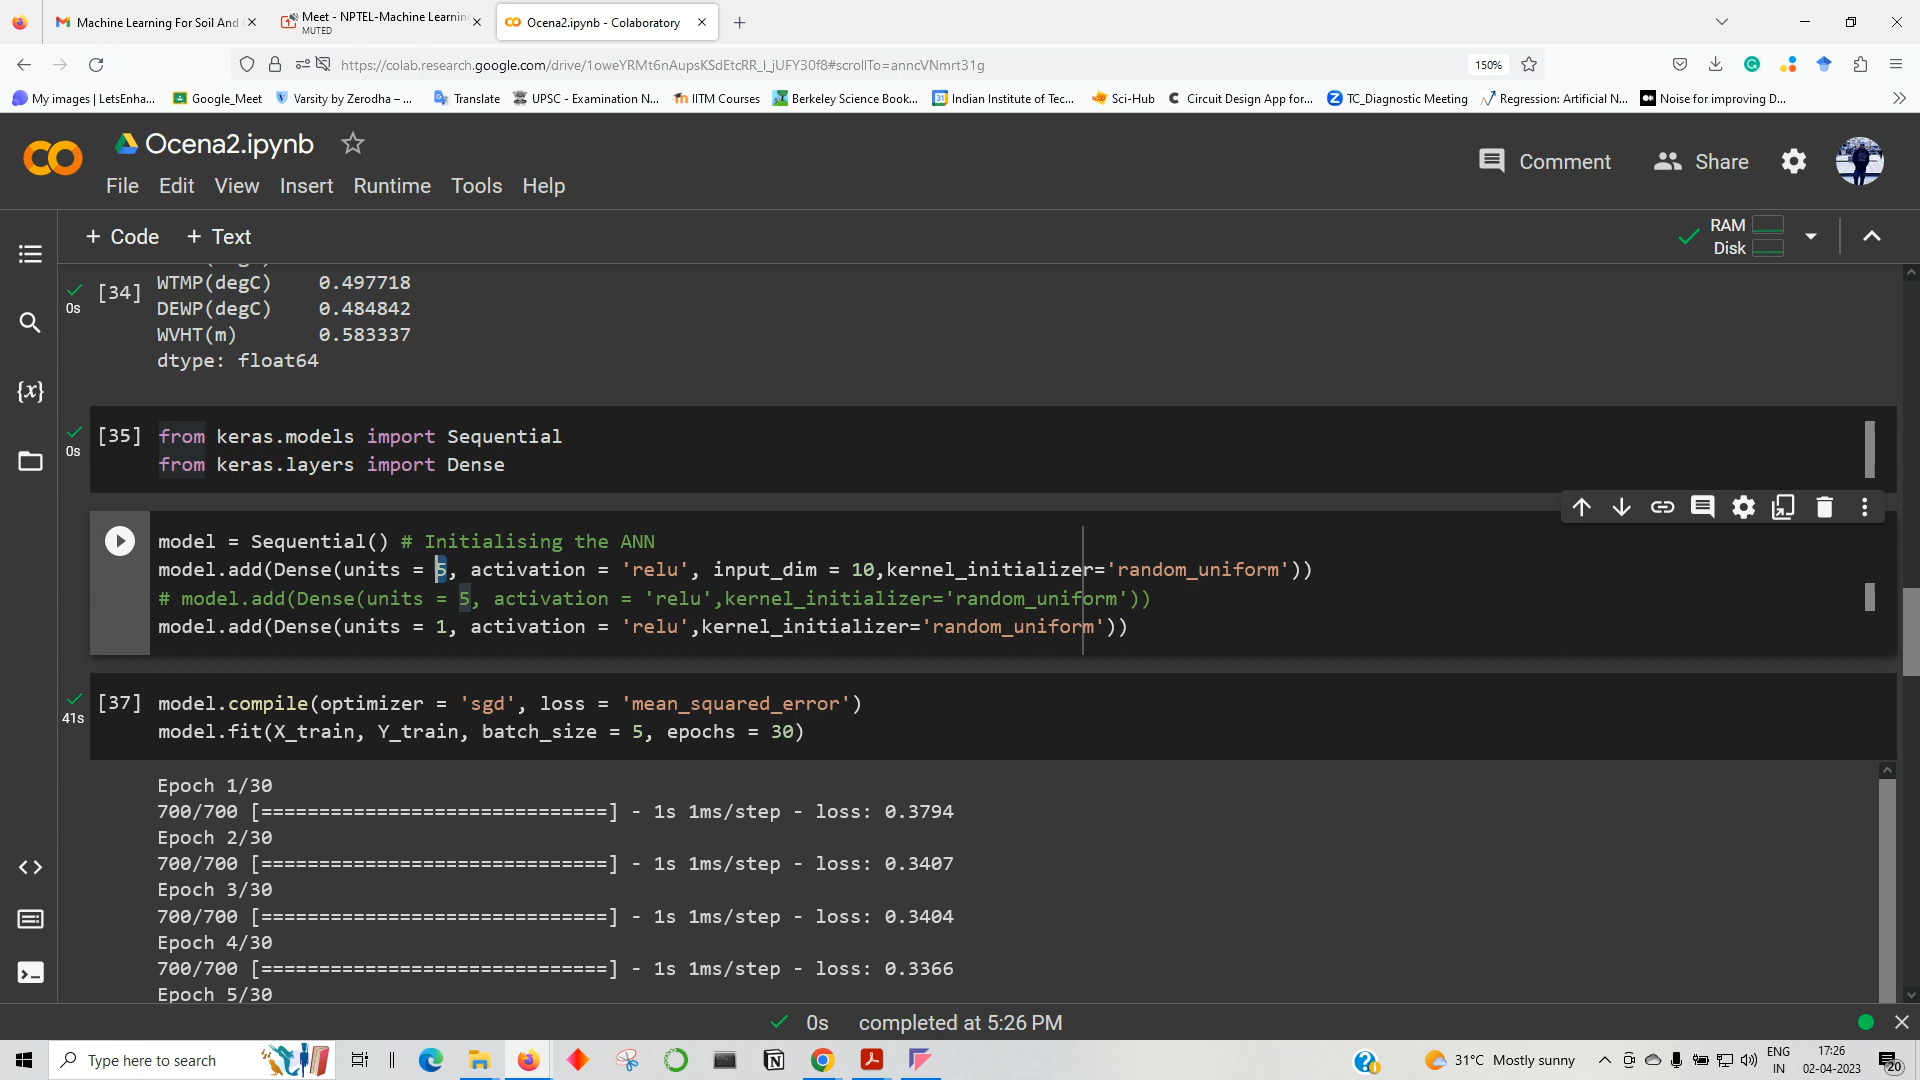 Machine Learning For Soil And
Meet - NPTEL-Machine Learning
MUTED
Ocena2.ipynb - Colaboratory
https://colab.research.google.com/drive/1oweYRMt6nAupsKSdEtcRR_I_jUFY30f8#scrollTo=anncVNmrt31g
150%
My images | LetsEnha...
Google_Meet
Varsity by Zerodha – ...
Translate
UPSC - Examination N...
IITM Courses
Berkeley Science Book...
Indian Institute of Tec...
Sci-Hub
Circuit Design App for...
TC_Diagnostic Meeting
Regression: Artificial N...
Noise for improving D...
Ocena2.ipynb
File Edit View Insert Runtime Tools Help
Comment
Share
+ Code + Text
RAM
Disk
[34]
0s
WTMP(degC) 0.497718
DEWP(degC) 0.484842
WVHT(m) 0.583337
dtype: float64
[35]
0s
from keras.models import Sequential
from keras.layers import Dense
model = Sequential() # Initialising the ANN
model.add(Dense(units = 5, activation = 'relu', input_dim = 10,kernel_initializer='random_uniform'))
# model.add(Dense(units = 5, activation = 'relu',kernel_initializer='random_uniform'))
model.add(Dense(units = 1, activation = 'relu',kernel_initializer='random_uniform'))
[37]
41s
model.compile(optimizer = 'sgd', loss = 'mean_squared_error')
model.fit(X_train, Y_train, batch_size = 5, epochs = 30)
Epoch 1/30
700/700 [==============================] - 1s 1ms/step - loss: 0.3794
Epoch 2/30
700/700 [==============================] - 1s 1ms/step - loss: 0.3407
Epoch 3/30
700/700 [==============================] - 1s 1ms/step - loss: 0.3404
Epoch 4/30
700/700 [==============================] - 1s 1ms/step - loss: 0.3366
Epoch 5/30
0s completed at 5:26 PM
Type here to search
31°C Mostly sunny
ENG
IN
17:26
02-04-2023
20